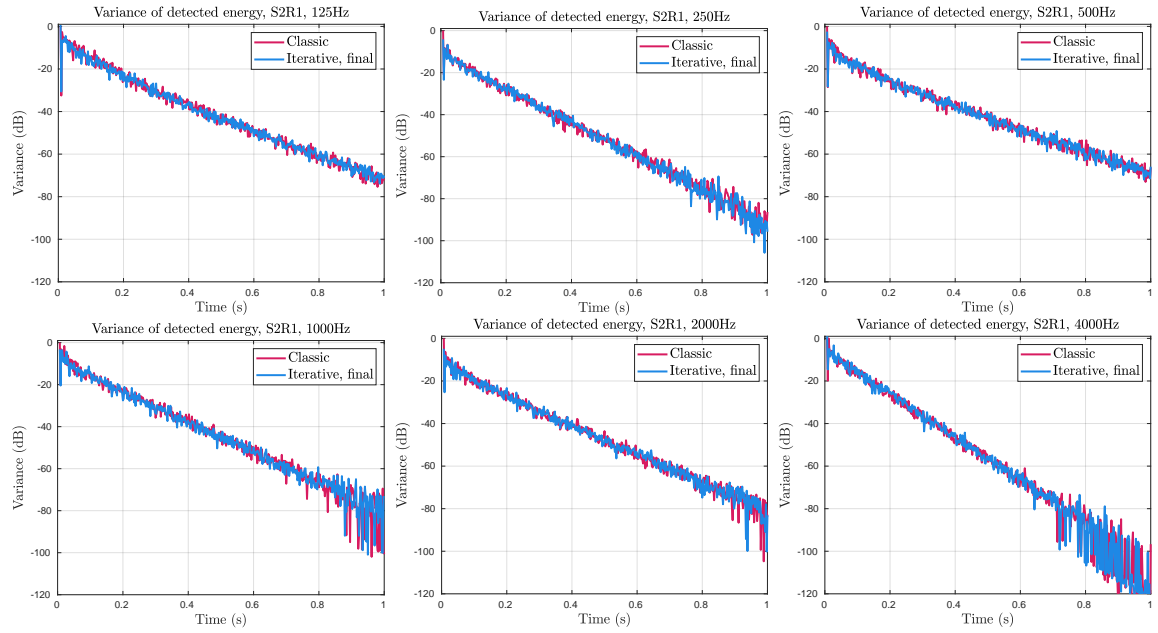 Variance of detected energy, S2R1, 125Hz
0
-20
-40
-60
-80
-100
-120
Variance (dB)
Classic
Iterative, final
0
0.2
0.4
0.6
0.8
1
Time (s)
Variance of detected energy, S2R1, 250Hz
0
-20
-40
-60
-80
-100
-120
Variance (dB)
Classic
Iterative, final
0
0.2
0.4
0.6
0.8
1
Time (s)
Variance of detected energy, S2R1, 500Hz
0
-20
-40
-60
-80
-100
-120
Variance (dB)
Classic
Iterative, final
0
0.2
0.4
0.6
0.8
1
Time (s)
Variance of detected energy, S2R1, 1000Hz
0
-20
-40
-60
-80
-100
-120
Variance (dB)
Classic
Iterative, final
0
0.2
0.4
0.6
0.8
1
Time (s)
Variance of detected energy, S2R1, 2000Hz
0
-20
-40
-60
-80
-100
-120
Variance (dB)
Classic
Iterative, final
0
0.2
0.4
0.6
0.8
1
Time (s)
Variance of detected energy, S2R1, 4000Hz
0
-20
-40
-60
-80
-100
-120
Variance (dB)
Classic
Iterative, final
0
0.2
0.4
0.6
0.8
1
Time (s)